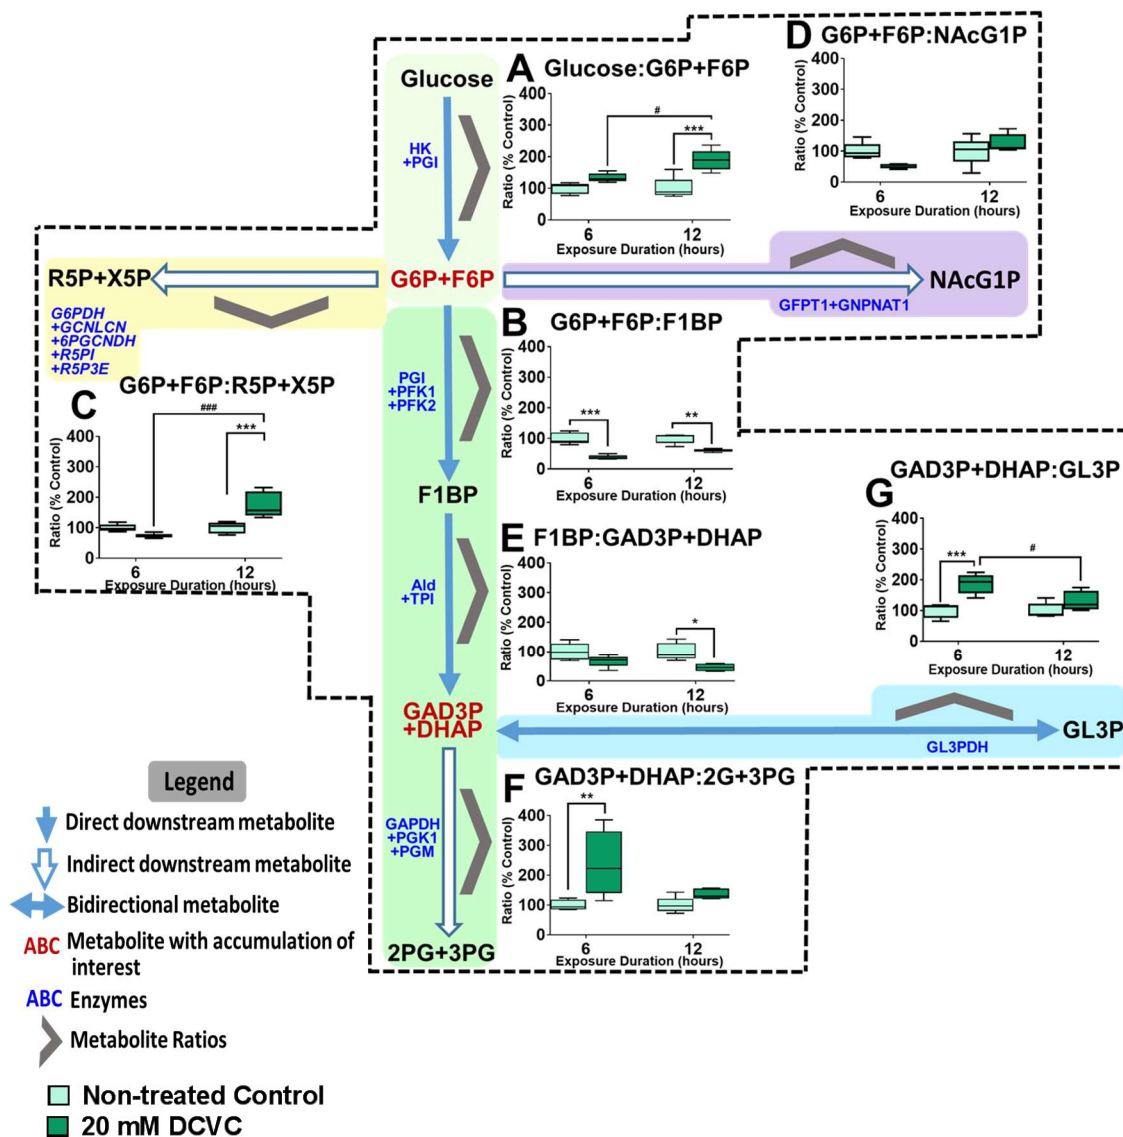 Glucose
HK
+PGI
A
Glucose:G6P+F6P
Ratio (% Control)
400
300
200
100
0
#
***
6
12
Exposure Duration (hours)
D
G6P+F6P:NAcG1P
Ratio (% Control)
400
300
200
100
0
6
12
Exposure Duration (hours)
R5P+X5P
G6P+F6P
NAcG1P
G6PDH
+GCNLCN
+6PGCNDH
+R5PI
+R5P3E
GFPT1+GNPNAT1
B
G6P+F6P:F1BP
Ratio (% Control)
400
300
200
100
0
***
**
6
12
Exposure Duration (hours)
PGI
+PFK1
+PFK2
C
G6P+F6P:R5P+X5P
Ratio (% Control)
400
300
200
100
0
###
***
6
12
Exposure Duration (hours)
F1BP
E
F1BP:GAD3P+DHAP
Ratio (% Control)
400
300
200
100
0
*
6
12
Exposure Duration (hours)
Ald
+TPI
G
GAD3P+DHAP:GL3P
Ratio (% Control)
400
300
200
100
0
***
#
6
12
Exposure Duration (hours)
GAD3P
+DHAP
GL3PDH
GL3P
F
GAD3P+DHAP:2G+3PG
Ratio (% Control)
400
300
200
100
0
**
6
12
Exposure Duration (hours)
GAPDH
+PGK1
+PGM
2PG+3PG
Legend
Direct downstream metabolite
Indirect downstream metabolite
Bidirectional metabolite
ABC Metabolite with accumulation of
interest
ABC Enzymes
Metabolite Ratios
Non-treated Control
20 mM DCVC